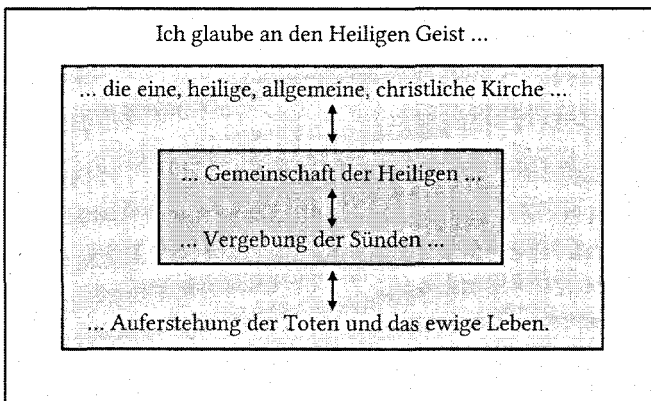 Ich glaube an den Heiligen Geist ...
... die eine, heilige, allgemeine, christliche Kirche ...
... Gemeinschaft der Heiligen ...
... Vergebung der Sünden ...
... Auferstehung der Toten und das ewige Leben.